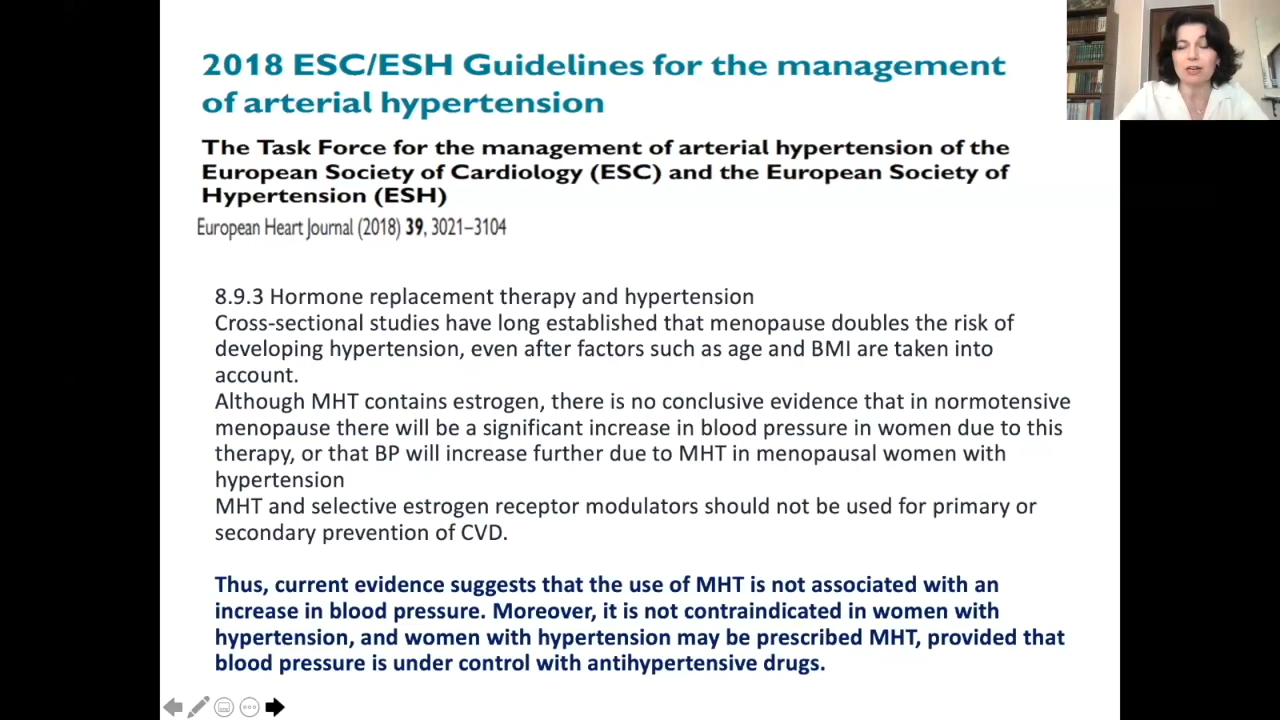 2018 ESC/ESH Guidelines for the management
of arterial hypertension
The Task Force for the management of arterial hypertension of the
European Society of Cardiology (ESC) and the European Society of
Hypertension (ESH)
European Heart Journal (2018) 39, 3021–3104
8.9.3 Hormone replacement therapy and hypertension
Cross-sectional studies have long established that menopause doubles the risk of
developing hypertension, even after factors such as age and BMI are taken into
account.
Although MHT contains estrogen, there is no conclusive evidence that in normotensive
menopause there will be a significant increase in blood pressure in women due to this
therapy, or that BP will increase further due to MHT in menopausal women with
hypertension
MHT and selective estrogen receptor modulators should not be used for primary or
secondary prevention of CVD.
Thus, current evidence suggests that the use of MHT is not associated with an
increase in blood pressure. Moreover, it is not contraindicated in women with
hypertension, and women with hypertension may be prescribed MHT, provided that
blood pressure is under control with antihypertensive drugs.